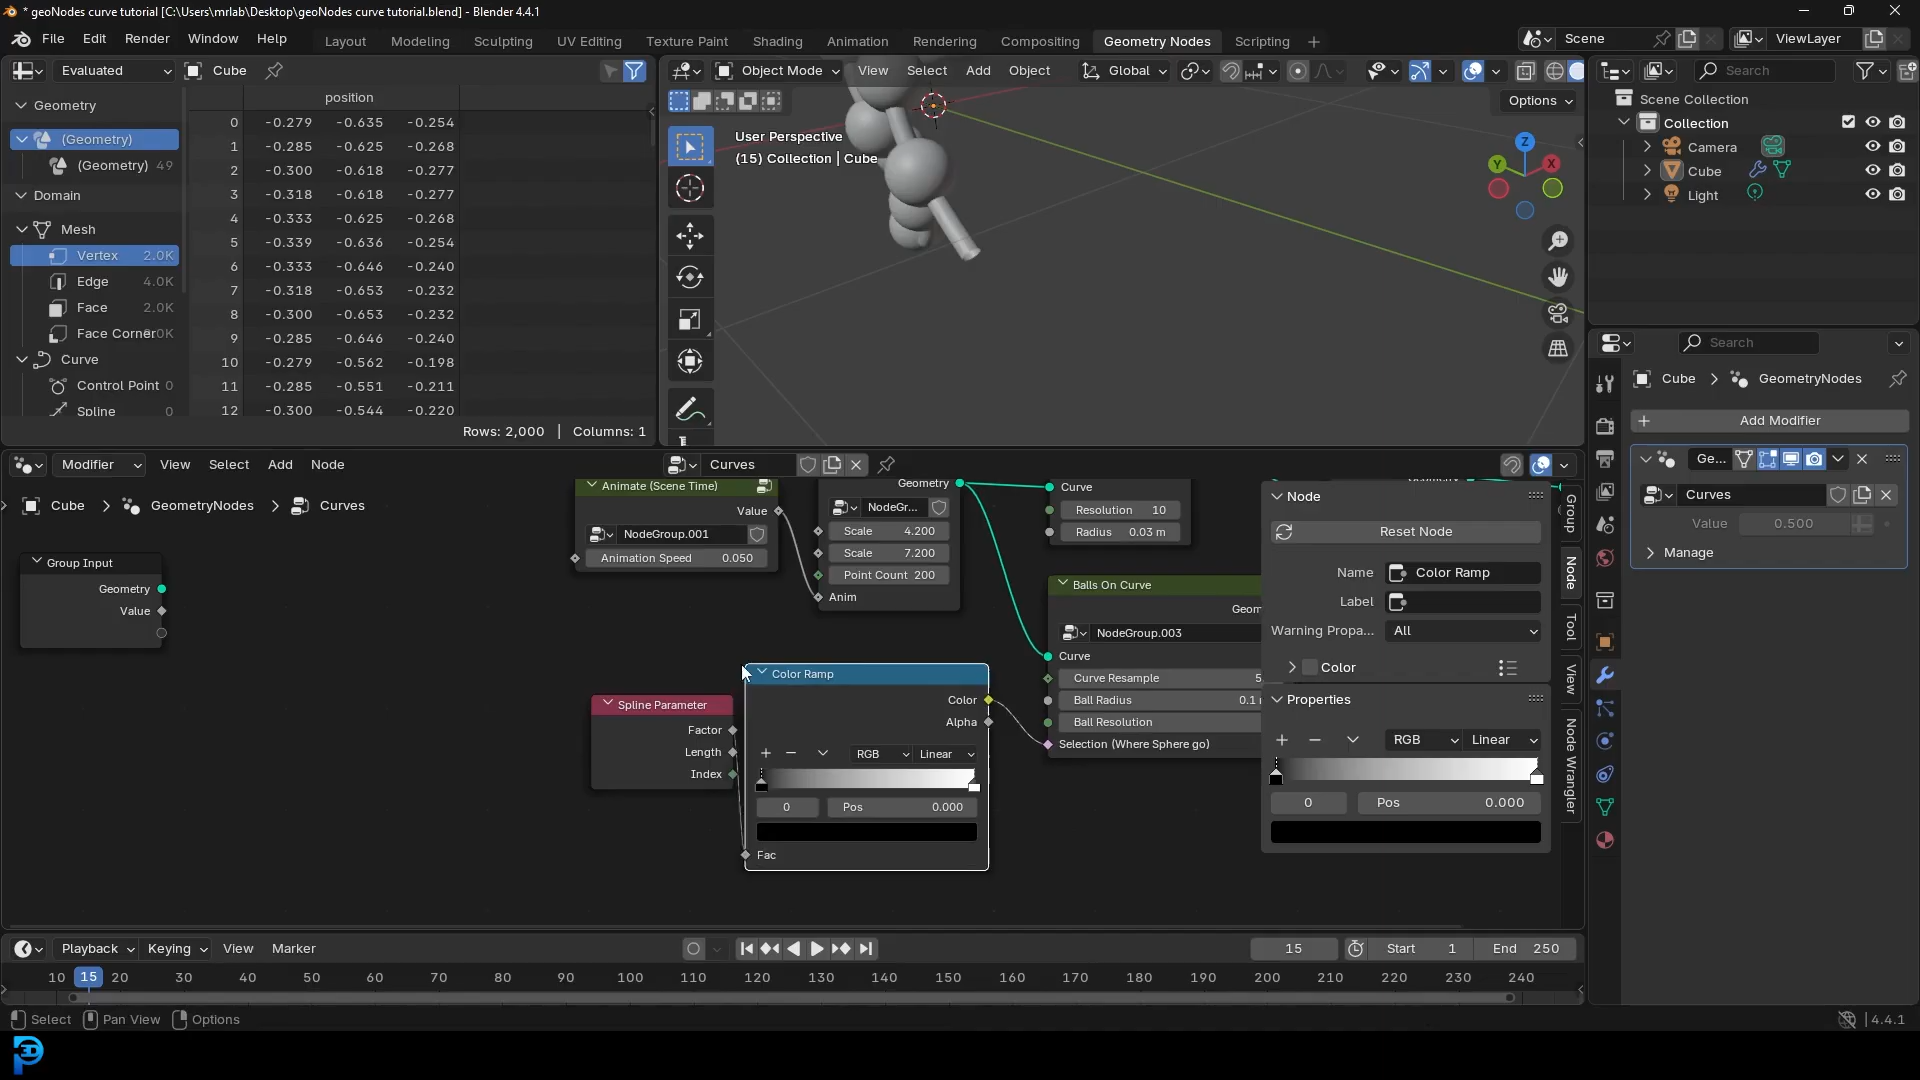 * geoNodes curve tutorial [C:\Users\mrlab\Desktop\geoNodes curve tutorial.blend] - Blender 4.4.1
File Edit Render Window Help
Layout Modeling Sculpting UV Editing Texture Paint Shading Animation Rendering Compositing Geometry Nodes Scripting
Scene
ViewLayer
Evaluated
Cube
Geometry
(Geometry)
(Geometry) 49
Domain
Mesh
Vertex 2.0K
Edge 4.0K
Face 2.0K
Face Corner
Curve
Control Point 0
Spline 0
position
0 -0.279 -0.635 -0.254
1 -0.285 -0.625 -0.268
2 -0.300 -0.618 -0.277
3 -0.318 -0.618 -0.277
4 -0.333 -0.625 -0.268
5 -0.339 -0.636 -0.254
6 -0.333 -0.646 -0.240
7 -0.318 -0.653 -0.232
8 -0.300 -0.653 -0.232
9 -0.285 -0.646 -0.240
10 -0.279 -0.562 -0.198
11 -0.285 -0.551 -0.211
12 -0.300 -0.544 -0.220
Rows: 2,000 | Columns: 1
Object Mode View Select Add Object Global
Options
User Perspective
(15) Collection | Cube
Z
Y
X
Search
Scene Collection
Collection
Camera
Cube
Light
Search
Cube > GeometryNodes
Add Modifier
Ge...
Curves
Value 0.500
Manage
Modifier View Select Add Node
Curves
Cube > GeometryNodes > Curves
Group Input
Geometry
Value
Animate (Scene Time)
Value
NodeGroup.001
Animation Speed 0.050
Geometry
NodeGr...
Scale 4.200
Scale 7.200
Point Count 200
Anim
Curve
Resolution 10
Radius 0.03 m
Balls On Curve
Geom
NodeGroup.003
Curve
Curve Resample 5
Ball Radius 0.1
Ball Resolution
Selection (Where Sphere go)
Spline Parameter
Factor
Length
Index
Color Ramp
Color
Alpha
RGB Linear
0 Pos 0.000
Fac
Node
Reset Node
Name Color Ramp
Label
Warning Propa... All
Color
Properties
RGB Linear
0 Pos 0.000
Group
Node
Tool
View
Node Wrangler
Playback Keying View Marker
15
Start 1
End 250
10 15 20 30 40 50 60 70 80 90 100 110 120 130 140 150 160 170 180 190 200 210 220 230 240
Select Pan View Options
4.4.1